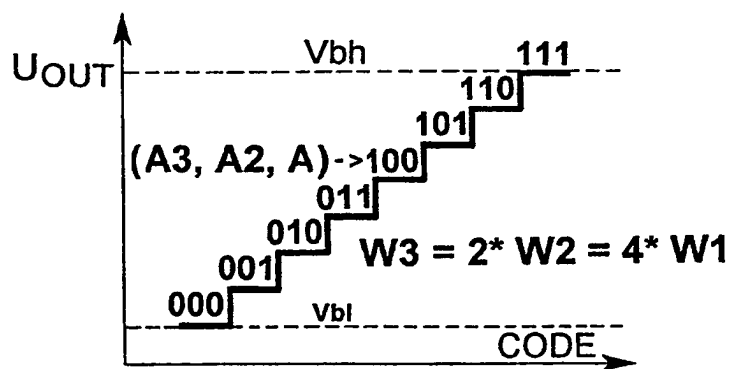 Vbh
111
UOUT
110
101
(A3, A2, A)->100
011
010
W3 = 2* W2 = 4* W1
001
000
Vbl
CODE